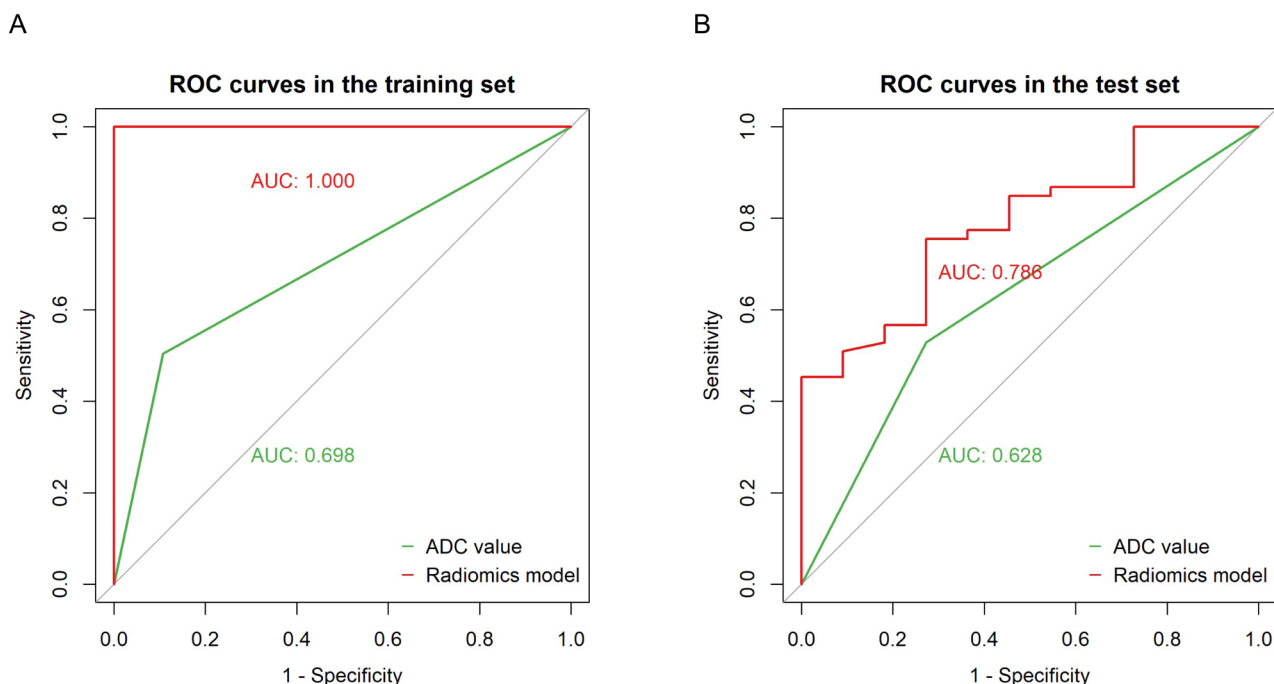 A
ROC curves in the training set
1.0
0.8
0.6
0.4
0.2
0.0
Sensitivity
AUC: 1.000
AUC: 0.698
ADC value
Radiomics model
0.0 0.2 0.4 0.6 0.8 1.0
1 - Specificity
B
ROC curves in the test set
1.0
0.8
0.6
0.4
0.2
0.0
Sensitivity
AUC: 0.786
AUC: 0.628
ADC value
Radiomics model
0.0 0.2 0.4 0.6 0.8 1.0
1 - Specificity